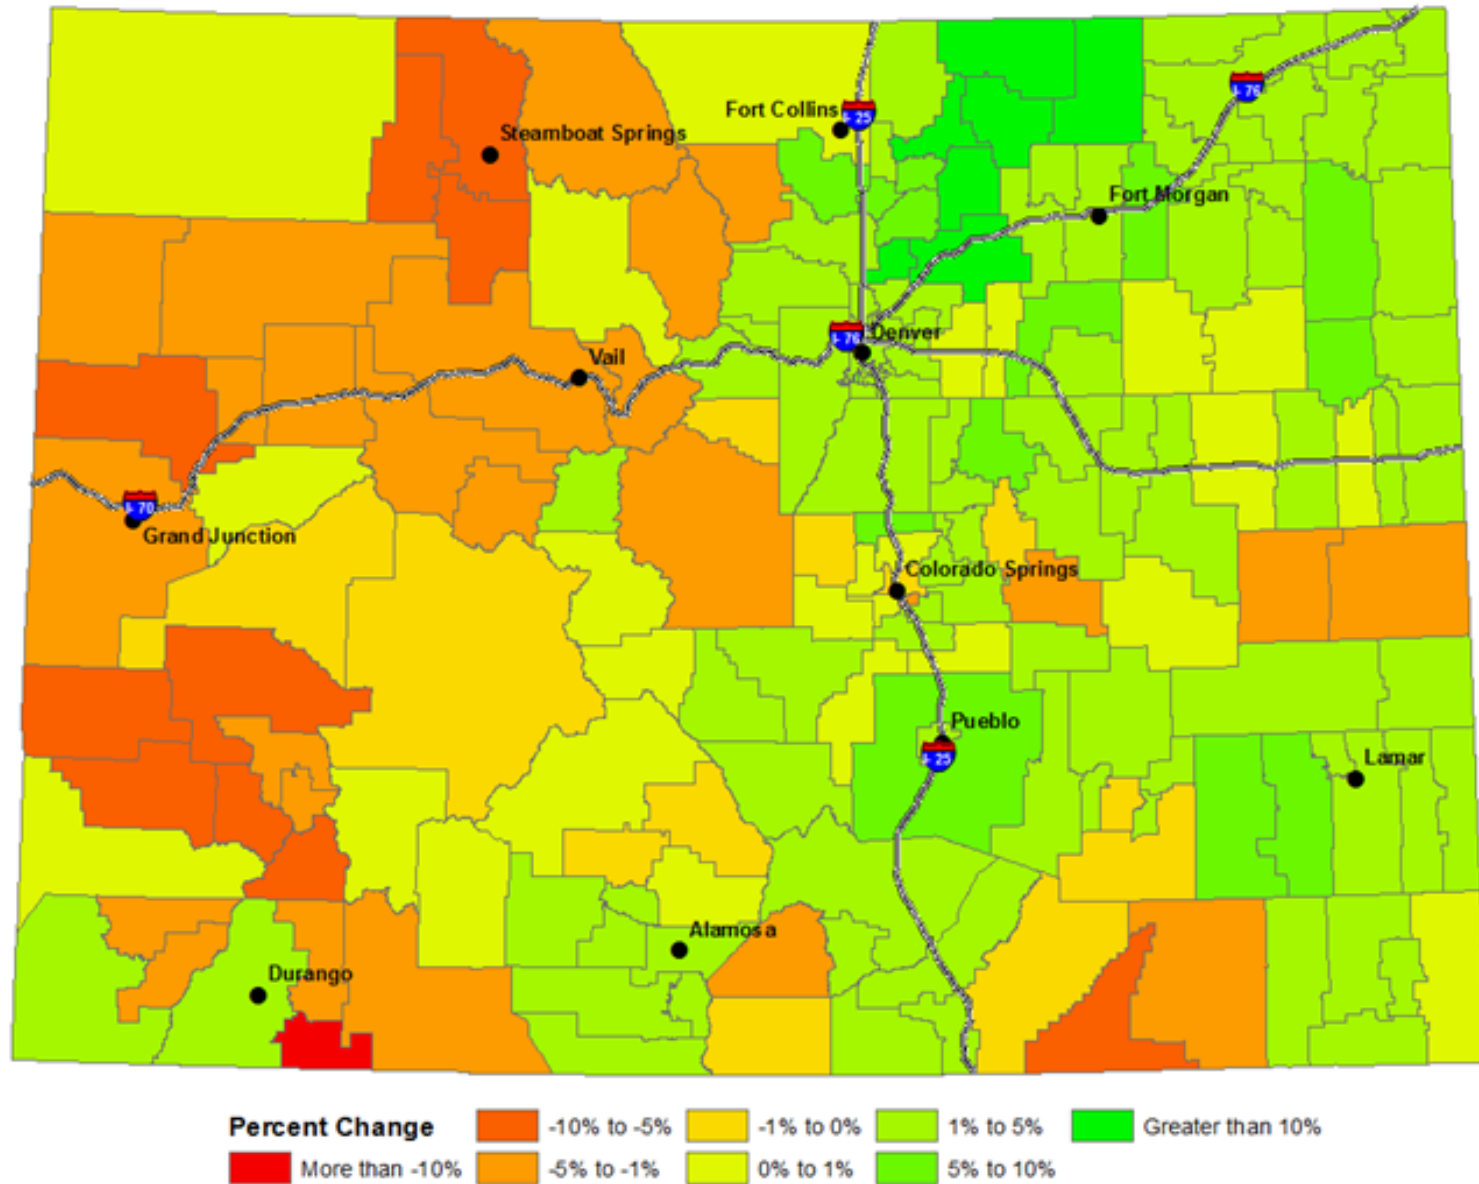 I- 76
Fort Collins
I- 25
Steamboat Springs
Fort Morgan
I- 76
Denver
Vail
I- 70
Grand Junction
Colorado Springs
Pueblo
I- 25
Lamar
Alamosa
Durango
Percent Change
-10% to -5%
-1% to 0%
1% to 5%
Greater than 10%
More than -10%
-5% to -1%
0% to 1%
5% to 10%